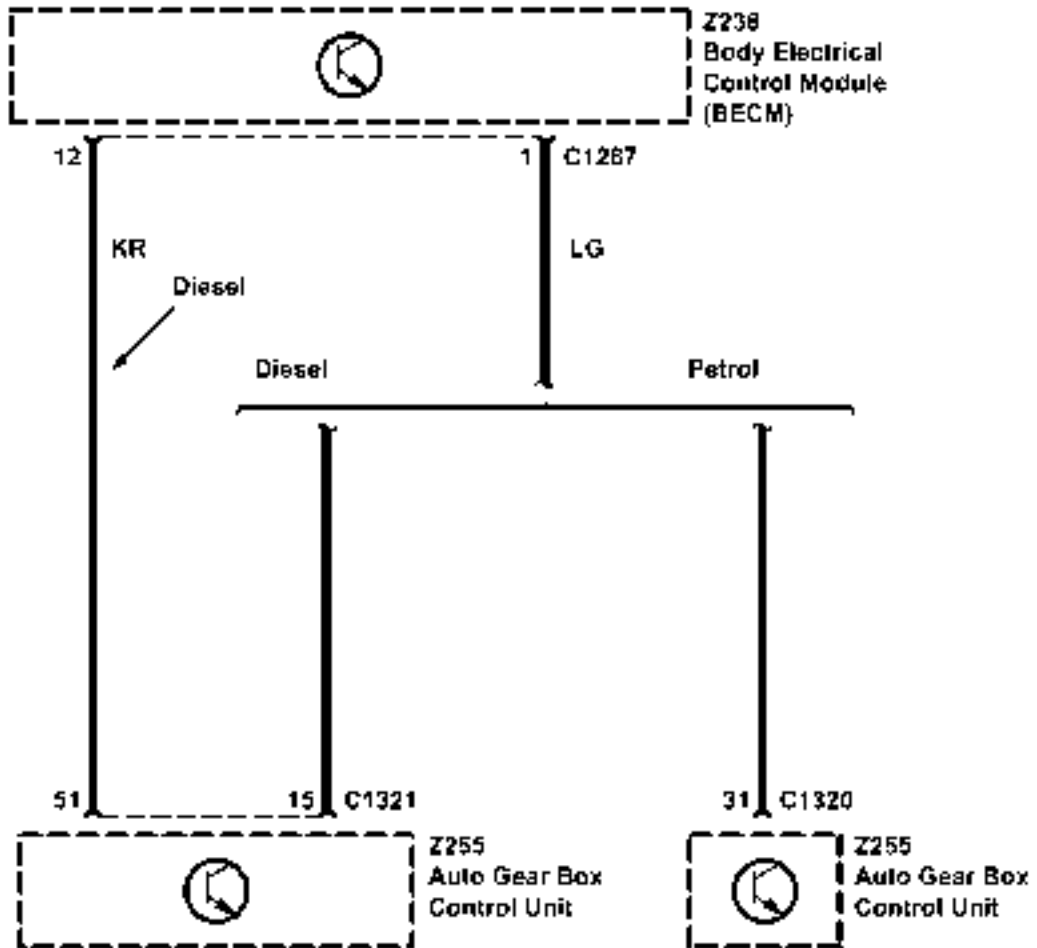 Z238
Body Electrical
Control Module
(BECM)
12
1 C1287
KR
LG
Diesel
Diesel
Petrol
51
15 C1321
31 C1320
Z255
Auto Gear Box
Control Unit
Z255
Auto Gear Box
Control Unit